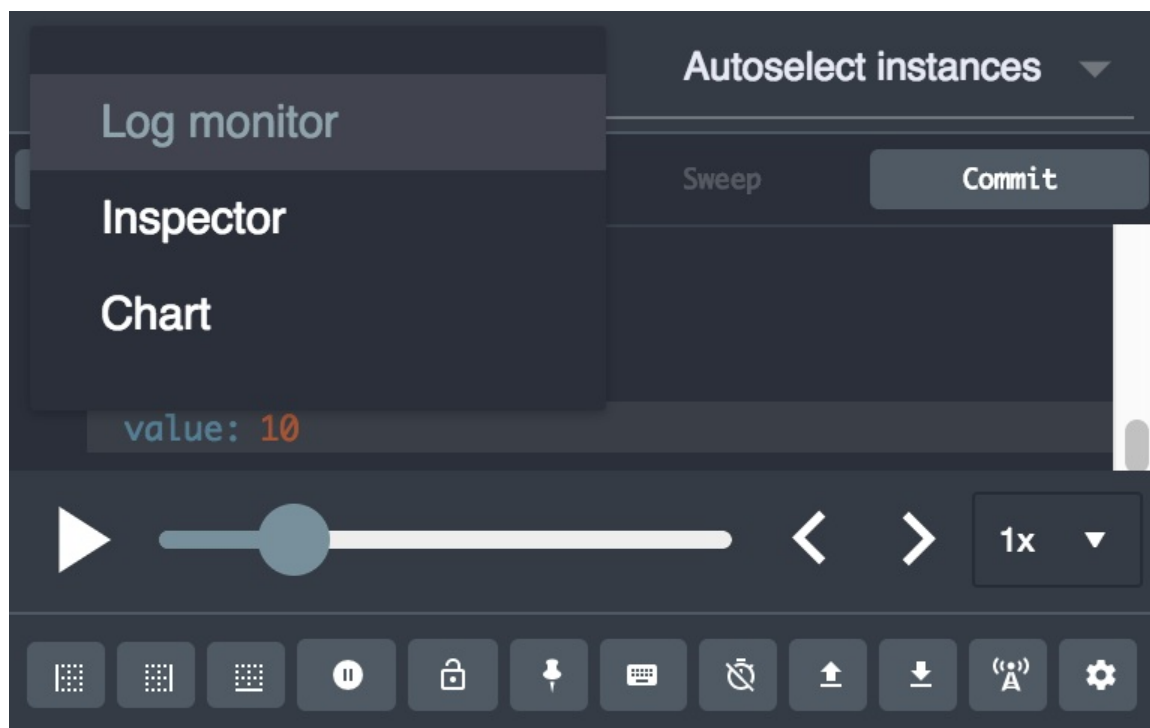 Autoselect instances
Log monitor
Sweep
Commit
Inspector
Chart
value: 10
1x